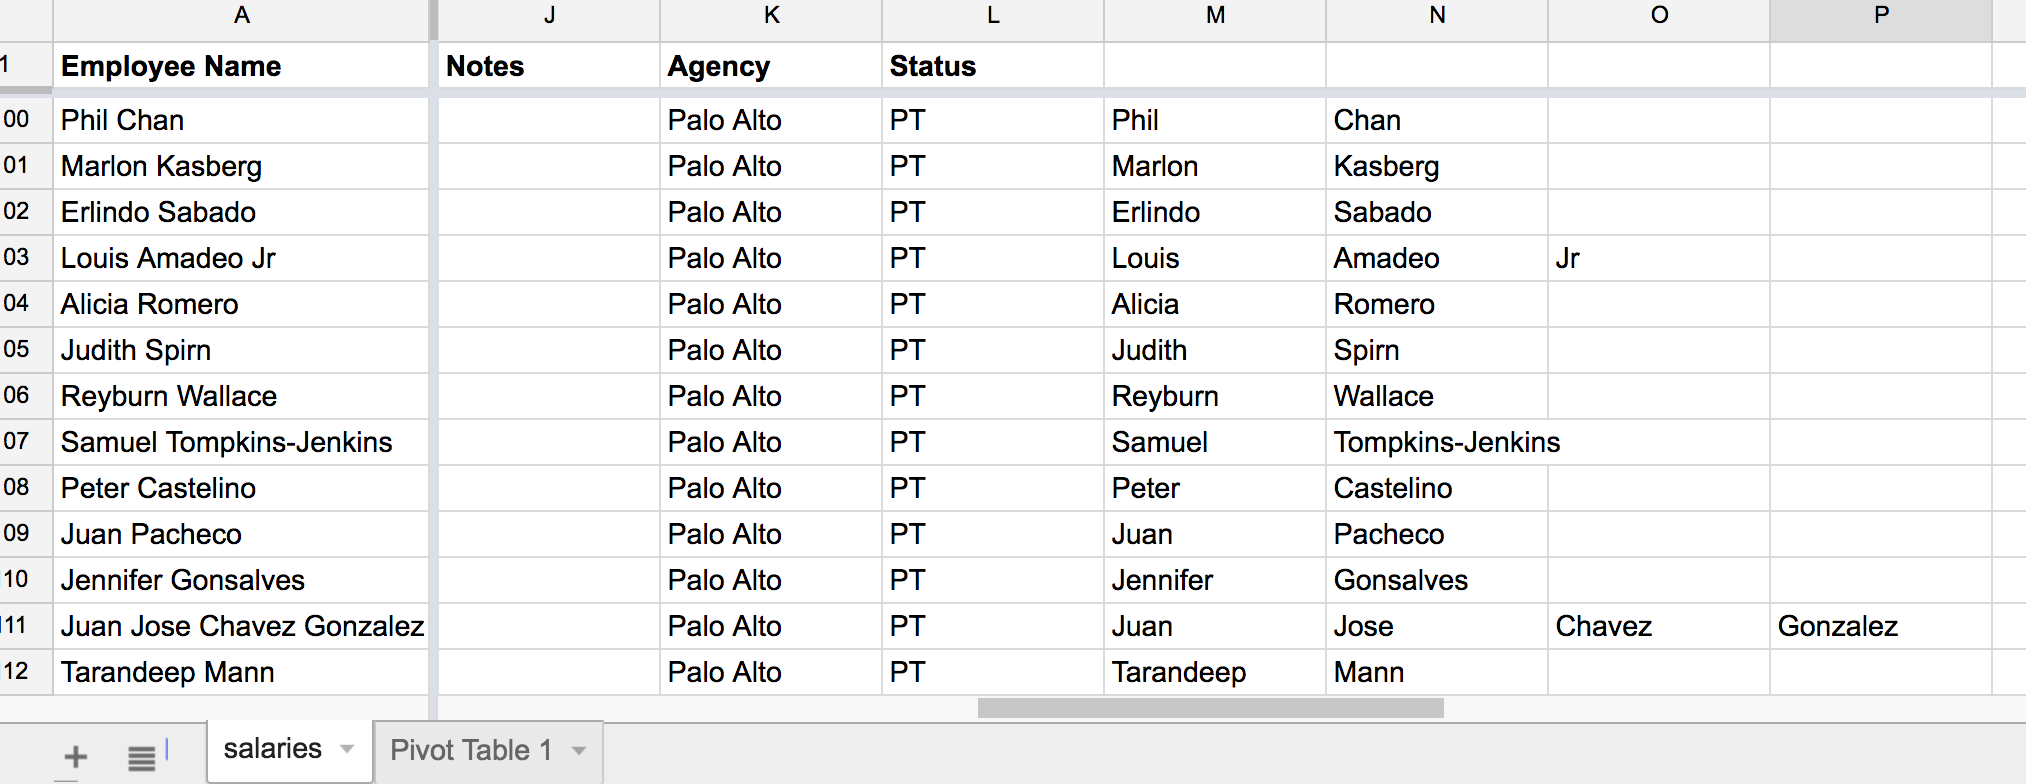 A J K L M N O P
1 Employee Name Notes Agency Status
00 Phil Chan Palo Alto PT Phil Chan
01 Marlon Kasberg Palo Alto PT Marlon Kasberg
02 Erlindo Sabado Palo Alto PT Erlindo Sabado
03 Louis Amadeo Jr Palo Alto PT Louis Amadeo Jr
04 Alicia Romero Palo Alto PT Alicia Romero
05 Judith Spirn Palo Alto PT Judith Spirn
06 Reyburn Wallace Palo Alto PT Reyburn Wallace
07 Samuel Tompkins-Jenkins Palo Alto PT Samuel Tompkins-Jenkins
08 Peter Castelino Palo Alto PT Peter Castelino
09 Juan Pacheco Palo Alto PT Juan Pacheco
10 Jennifer Gonsalves Palo Alto PT Jennifer Gonsalves
11 Juan Jose Chavez Gonzalez Palo Alto PT Juan Jose Chavez Gonzalez
12 Tarandeep Mann Palo Alto PT Tarandeep Mann
salaries Pivot Table 1